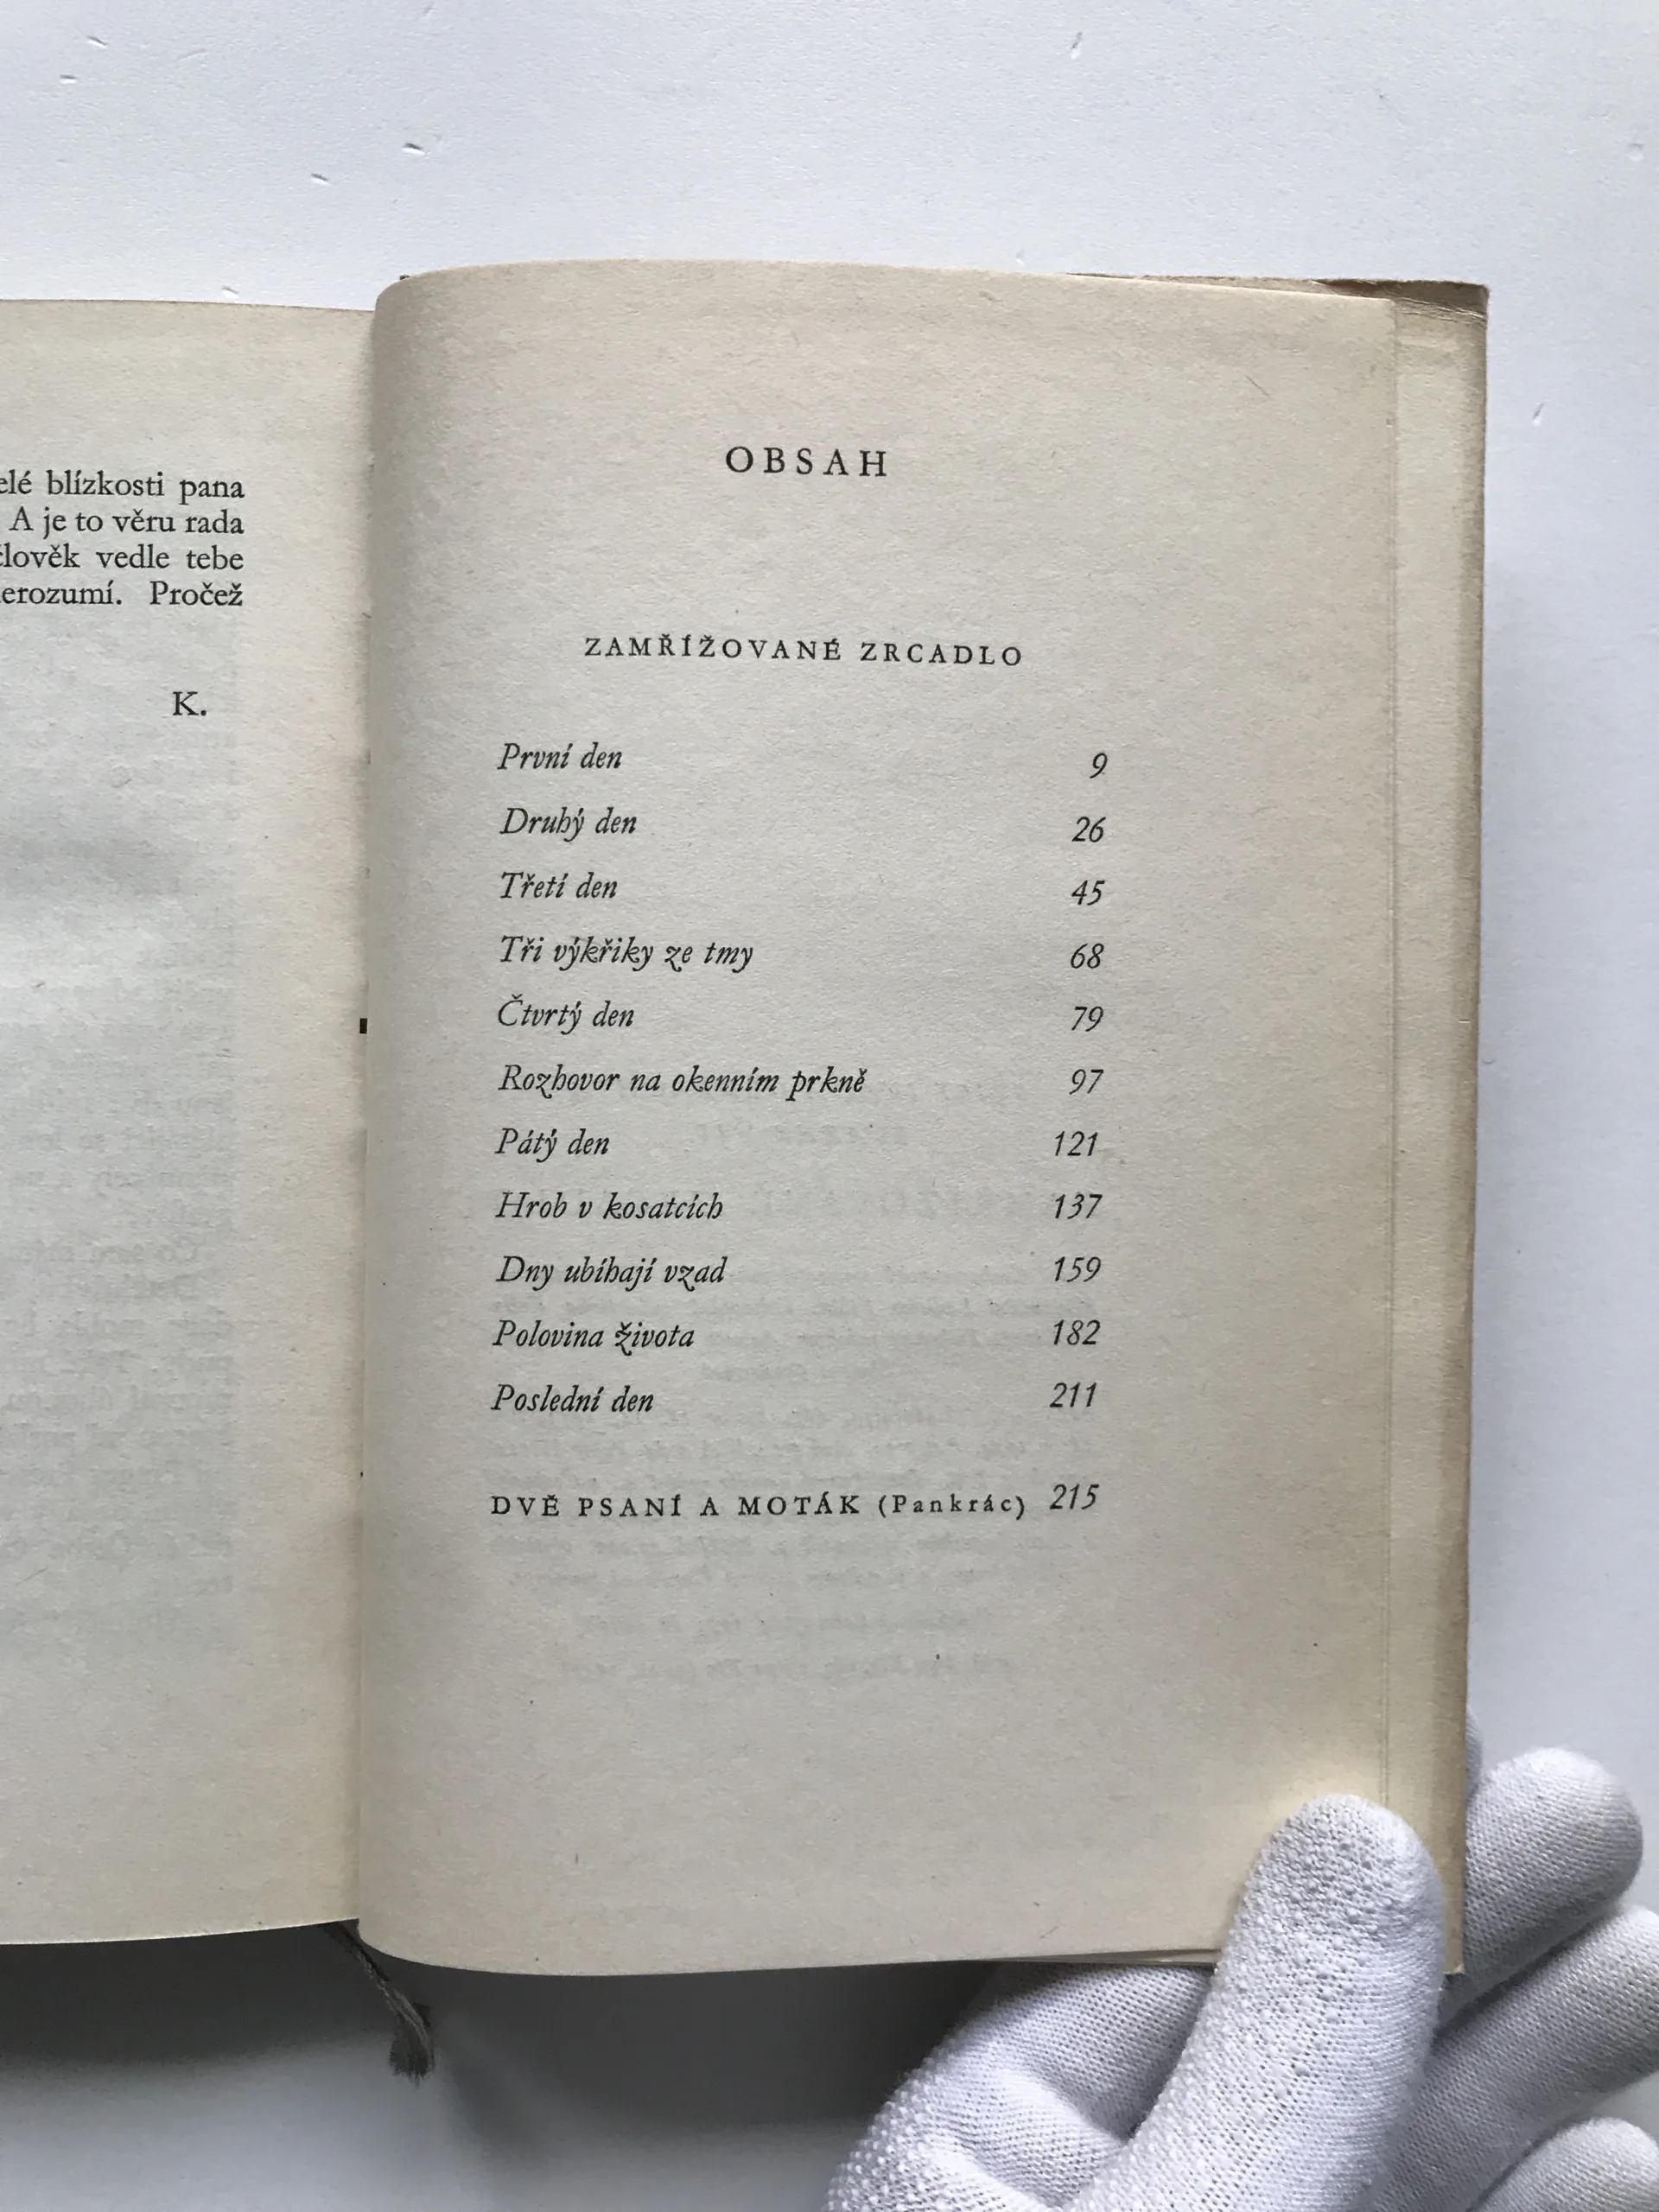 blízkosti pana
A je to věru rada
člověk vedle tebe
Pročež
K.
OBSAH
ZAMŘÍŽOVANÉ ZRCADLO
První den 9
Druhý den 26
Třetí den 45
Tři výkřiky ze tmy 68
Čtvrtý den 79
Rozhovor na okenním prkně 97
Pátý den 121
Hrob v kosatcích 137
Dny ubíhají vzad 159
Polovina života 182
Poslední den 211
DVĚ PSANÍ A MOTÁK (Pankrác) 215